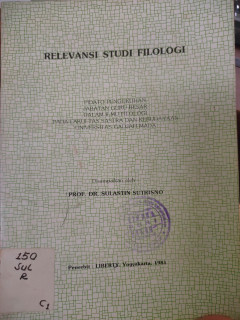 RELEVANSI STUDI FILOLOGI
PIDATO PENGUKUHAN
JABATAN GURU BESAR
DALAM ILMU FILOLOGI
PADA FAKULTAS SASTRA DAN KEBUDAYAAN
UNIVERSITAS GADJAH MADA
Disampaikan oleh :
PROF. DR. SULASTIN SUTRISNO
150
Sul
R
C1
Penerbit : LIBERTY, Yogyakarta, 1981